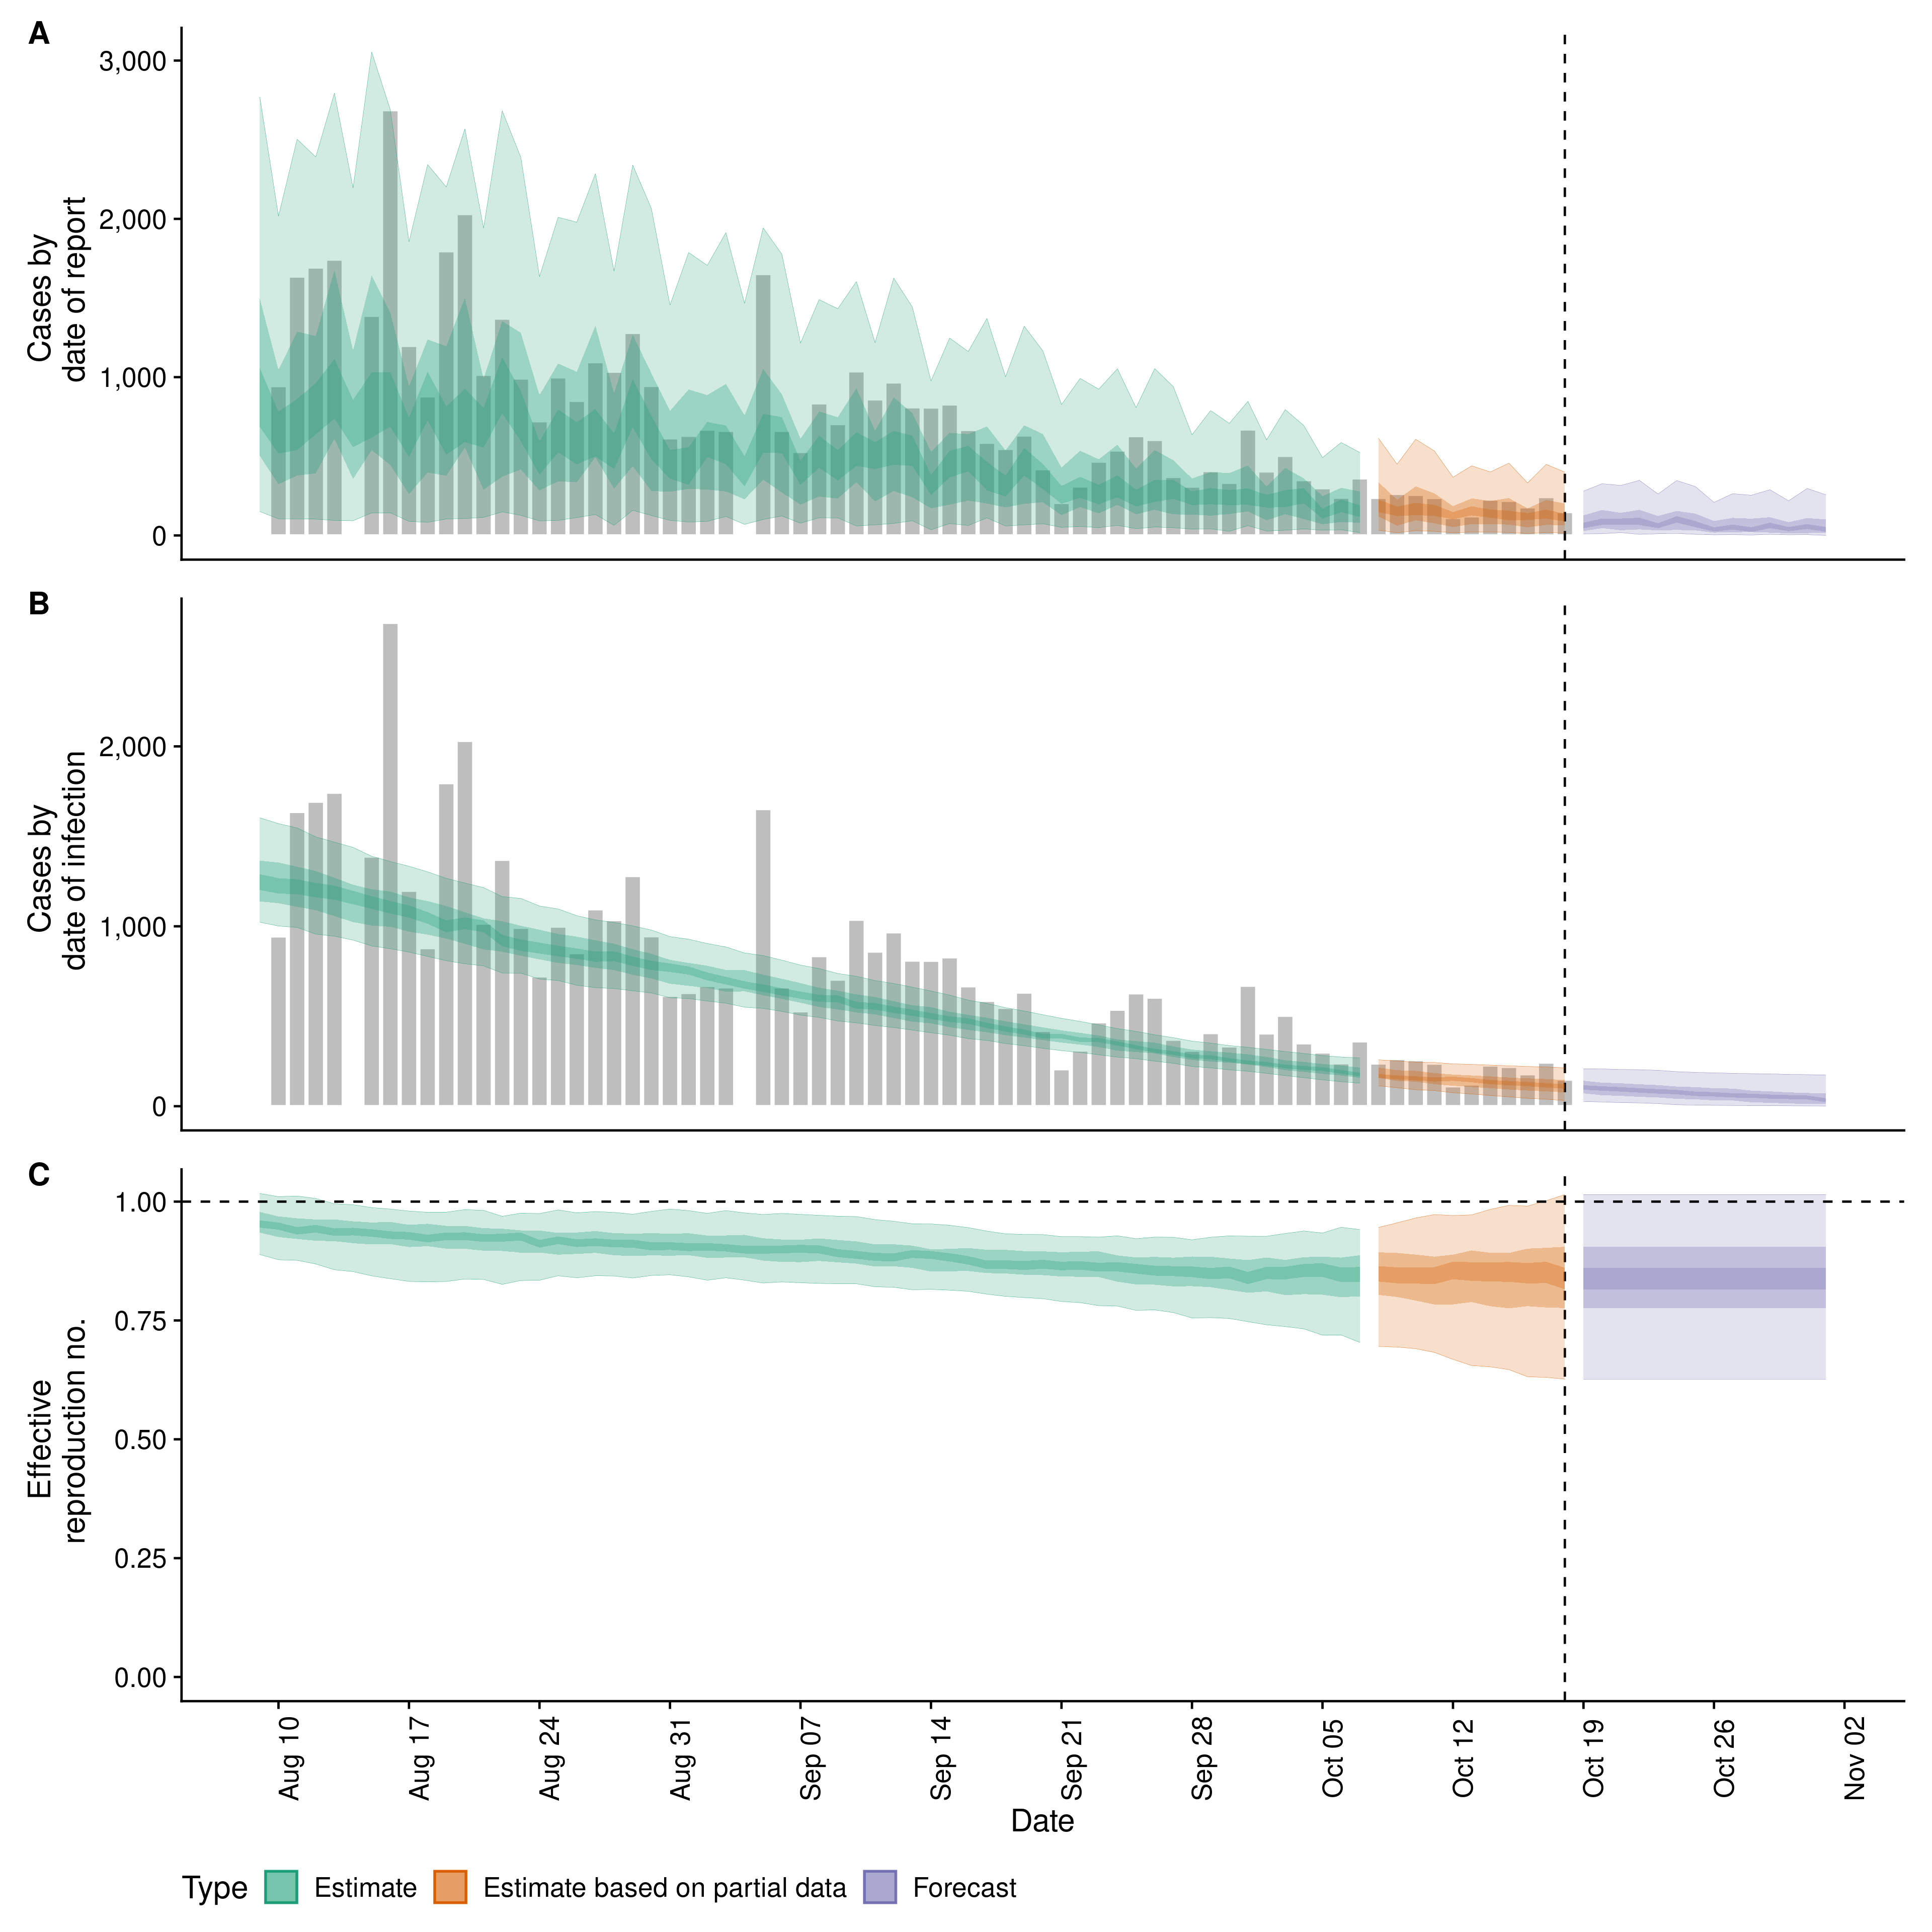 A
3,000
2,000
1,000
0
Cases by
date of report
B
2,000
1,000
0
Cases by
date of infection
C
1.00
0.75
0.50
0.25
0.00
Effective
reproduction no.
Aug 10
Aug 17
Aug 24
Aug 31
Sep 07
Sep 14
Sep 21
Sep 28
Oct 05
Oct 12
Oct 19
Oct 26
Nov 02
Date
Type Estimate Estimate based on partial data Forecast